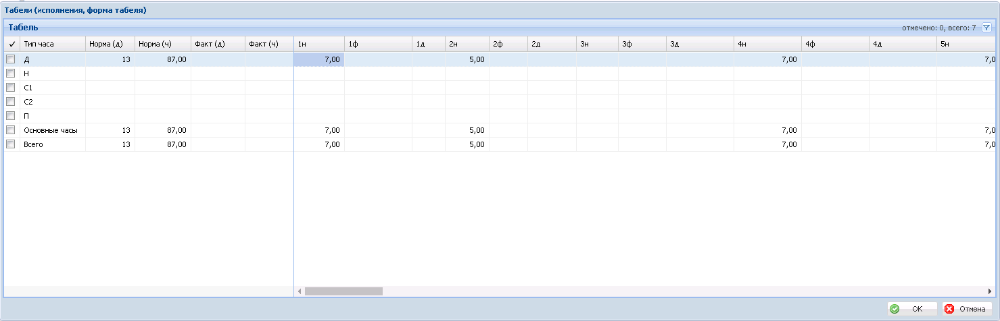 Табели (исполнения, форма табеля)
Табель отмечено: 0, всего: 7
Тип часа Норма (д) Норма (ч) Факт (д) Факт (ч) 1н 1ф 1д 2н 2ф 2д 3н 3ф 3д 4н 4ф 4д 5н
Д 13 87,00 7,00 5,00 7,00 7,0
Н
С1
С2
П
Основные часы 13 87,00 7,00 5,00 7,00 7,0
Всего 13 87,00 7,00 5,00 7,00 7,0
ОК Отмена